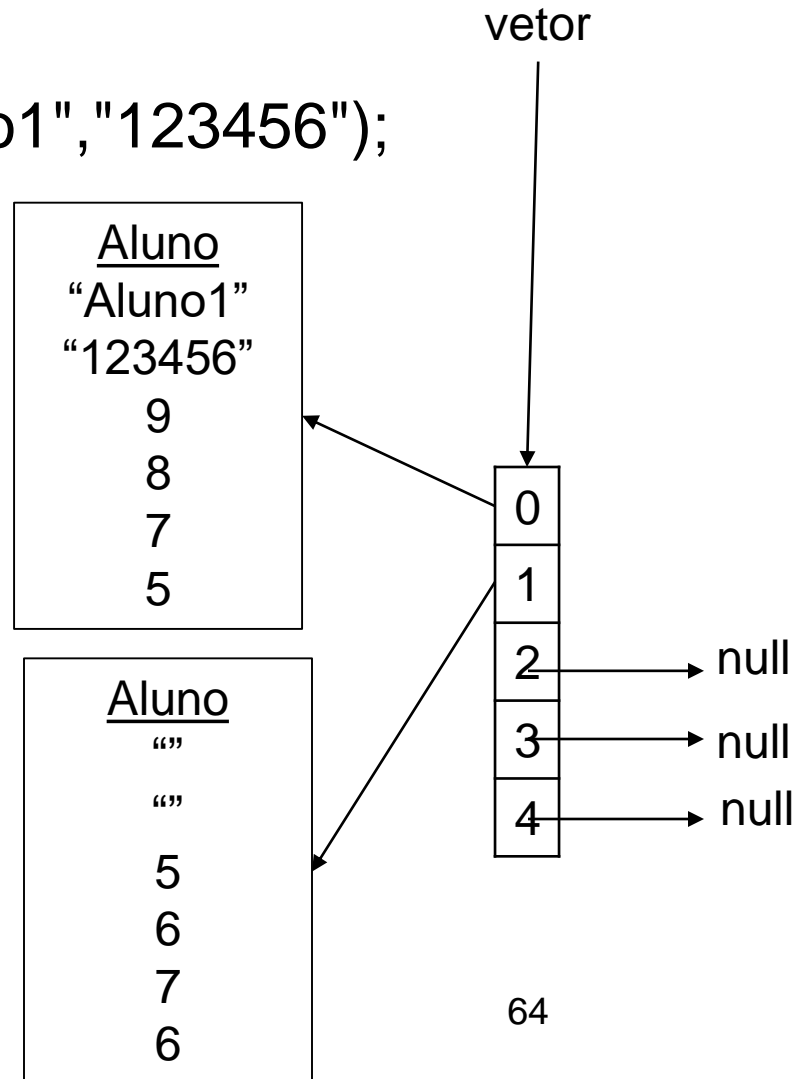 vetor
o1","123456");
Aluno
“Aluno1”
“123456”
9
8
7
5
0
1
2
3
4
null
null
null
Aluno
“”
“”
5
6
7
6
64